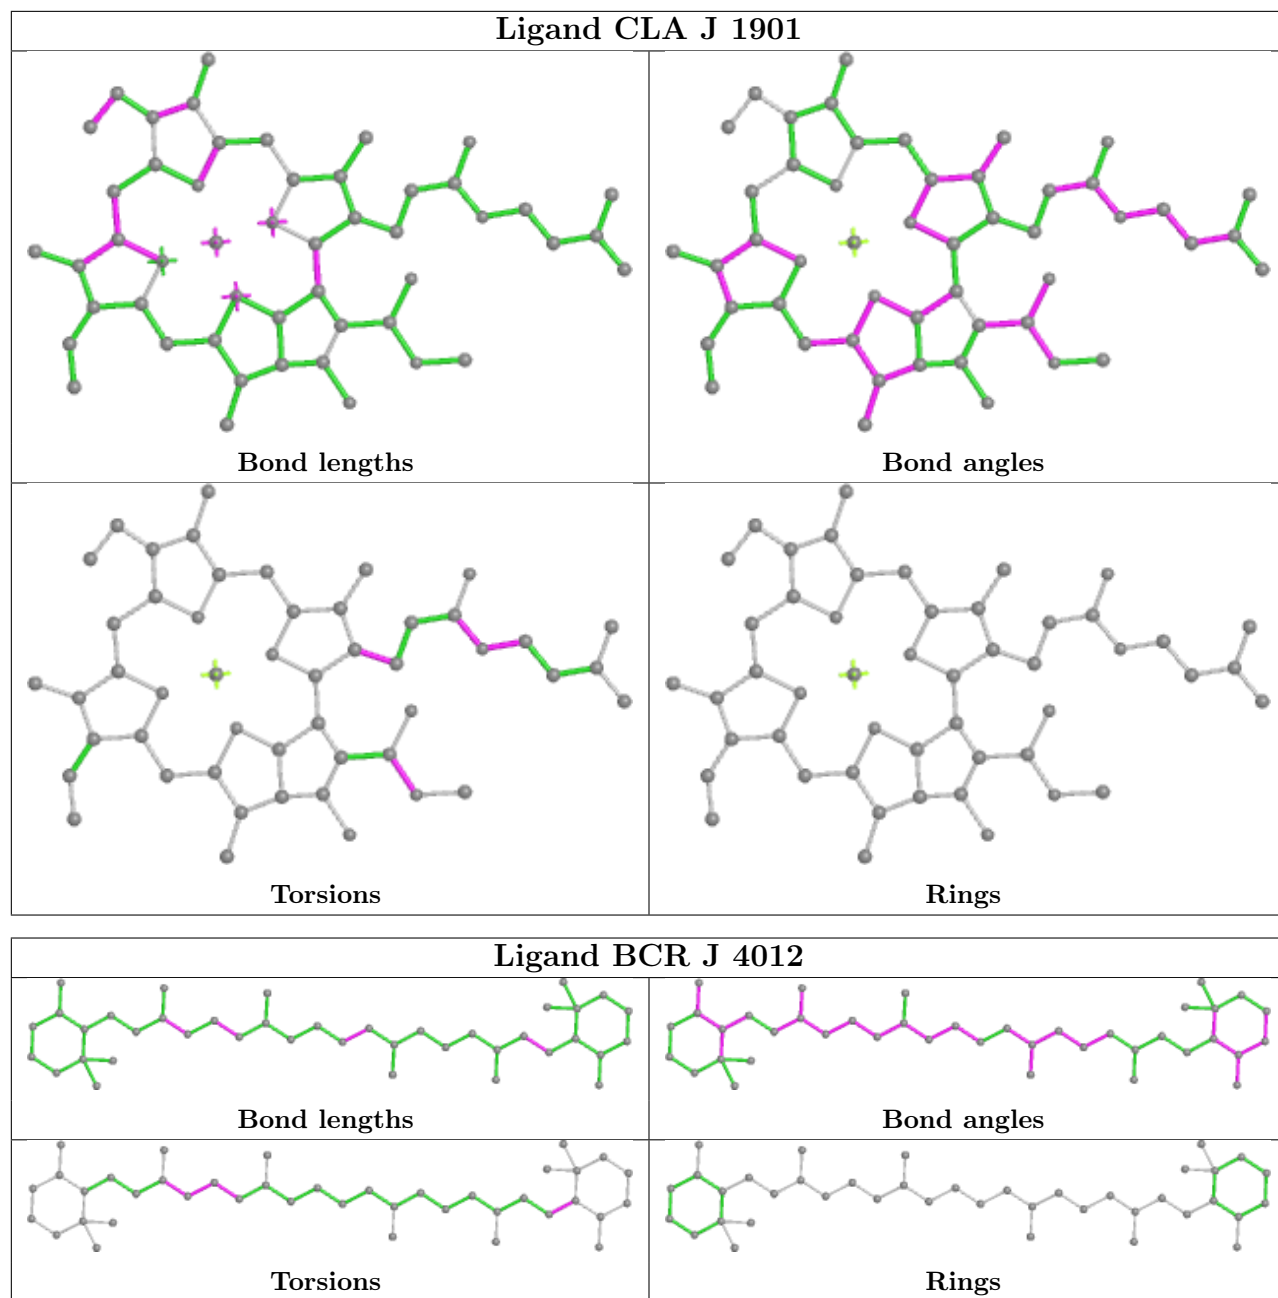 Ligand CLA J 1901
Bond lengths
Bond angles
Torsions
Rings
Ligand BCR J 4012
Bond lengths
Bond angles
Torsions
Rings